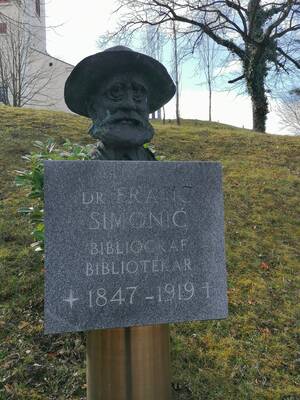 DR FRANC
SIMONIČ
BIBLIOGRAF
BIBLIOTEKAR
* 1847 - 1919 †